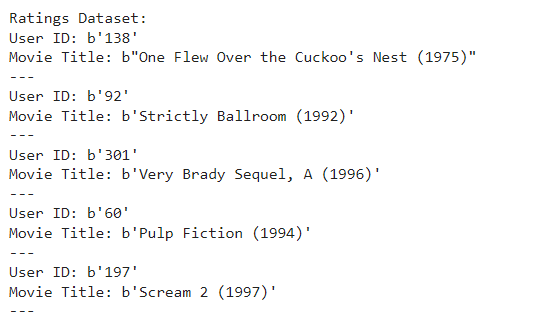 Ratings Dataset:
User ID: b'138'
Movie Title: b"One Flew Over the Cuckoo's Nest (1975)"
---
User ID: b'92'
Movie Title: b'Strictly Ballroom (1992)'
---
User ID: b'301'
Movie Title: b'Very Brady Sequel, A (1996)'
---
User ID: b'60'
Movie Title: b'Pulp Fiction (1994)'
---
User ID: b'197'
Movie Title: b'Scream 2 (1997)'
---